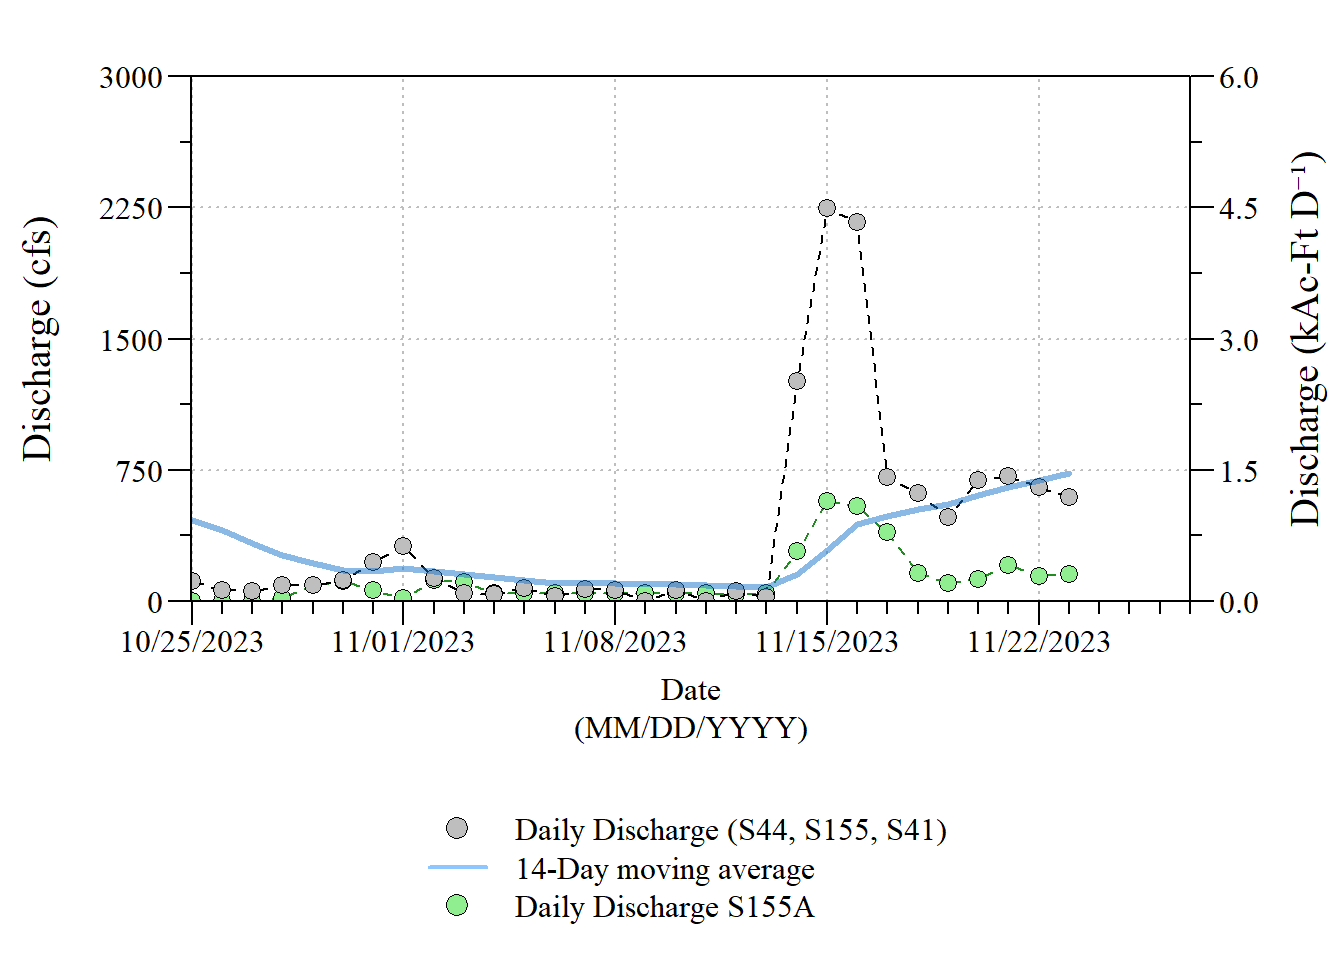 3000
2250
1500
750
0
6.0
4.5
3.0
1.5
0.0
Discharge (cfs)
Discharge (kAc-Ft D⁻¹)
10/25/2023
11/01/2023
11/08/2023
11/15/2023
11/22/2023
Date
(MM/DD/YYYY)
Daily Discharge (S44, S155, S41)
14-Day moving average
Daily Discharge S155A